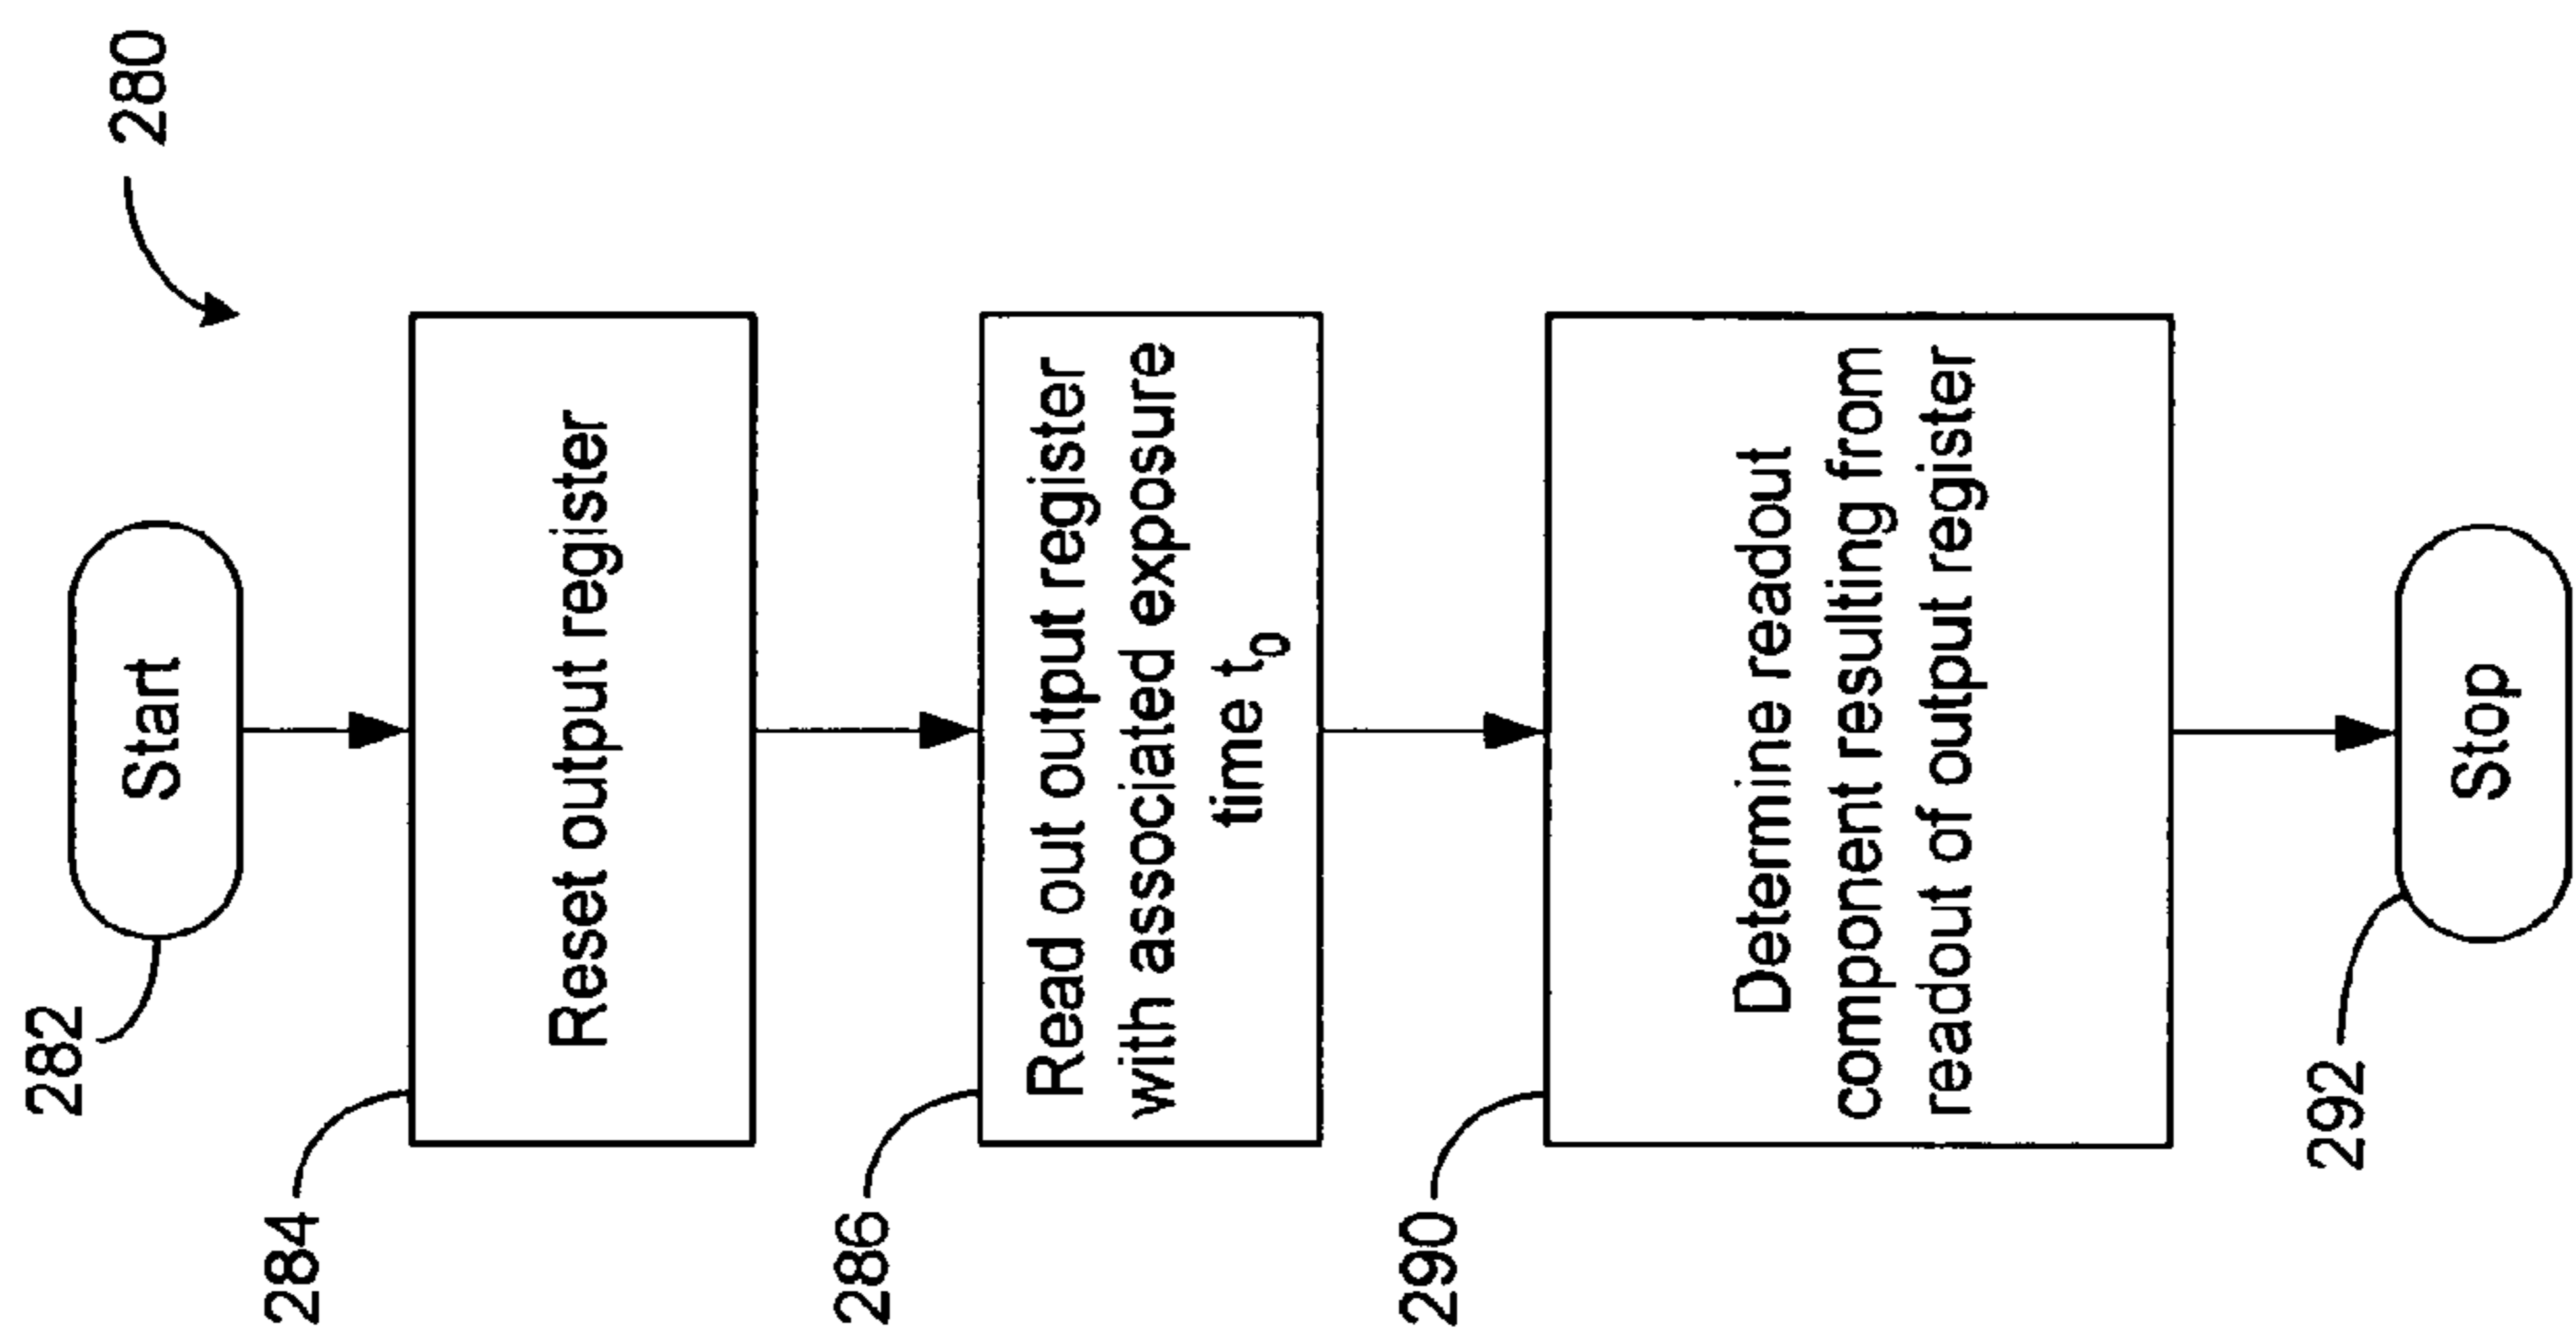 280
282
Start
284
Reset output register
286
Read out output register
with associated exposure
time t₀
290
Determine readout
component resulting from
readout of output register
292
Stop